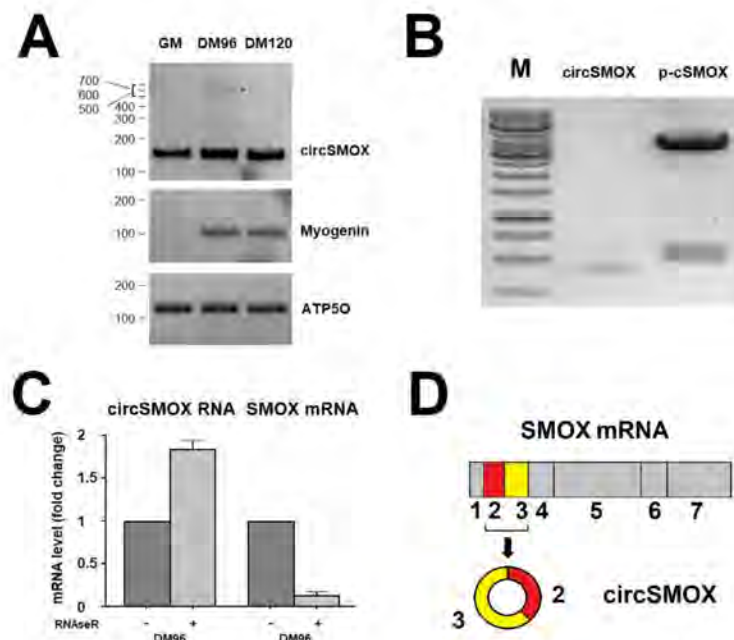 A
GM DM96 DM120
700
600
500
400
300
200
100
circSMOX
200
100
Myogenin
200
100
ATP5O
B
M circSMOX p-cSMOX
C
circSMOX RNA SMOX mRNA
mRNA level (fold change)
2
1.5
1
0.5
0
RNAseR - + - +
DM96 DM96
D
SMOX mRNA
1 2 3 4 5 6 7
3 2 circSMOX